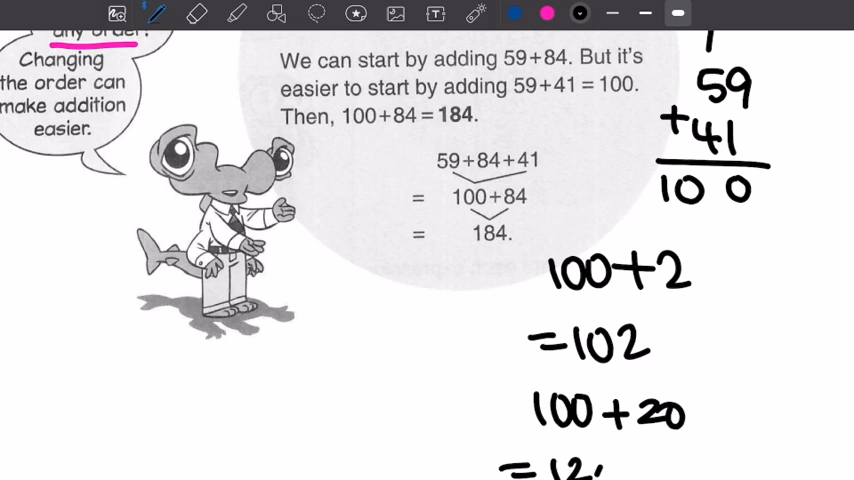 any order!
Changing
the order can
make addition
easier.
We can start by adding 59+84. But it's
easier to start by adding 59+41=100.
Then, 100+84=184.
59+84+41
= 100+84
= 184.
59
+41
100
100+2
=102
100+20
=12